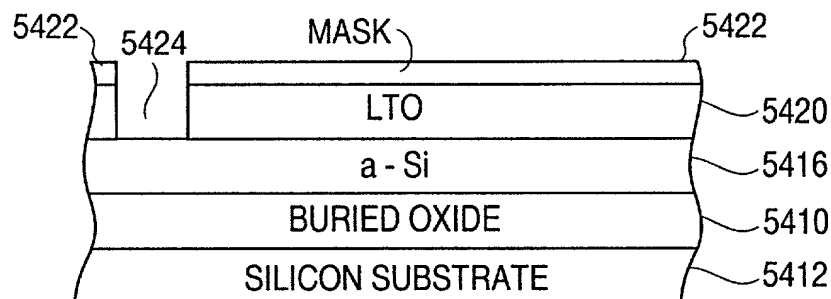 5422
5424
MASK
5422
LTO
5420
a - Si
5416
BURIED OXIDE
5410
SILICON SUBSTRATE
5412